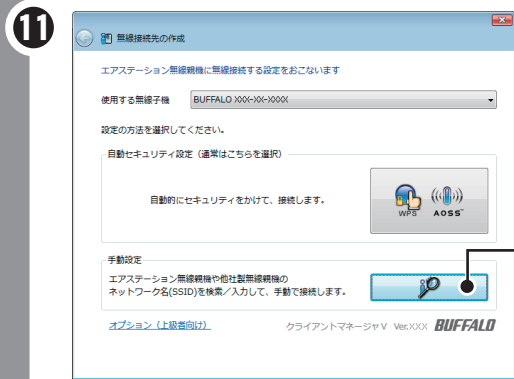 11
無線接続先の作成
エアステーション無線親機に無線接続する設定をおこないます
使用する無線子機 BUFFALO XXX-XX-XXXX
設定の方法を選択してください。
自動セキュリティ設定（通常はこちらを選択）
自動的にセキュリティをかけて、接続します。
WPS AOSS™
手動設定
エアステーション無線親機や他社製無線親機の
ネットワーク名(SSID)を検索／入力して、手動で接続します。
オプション（上級者向け） クライアントマネージャV Ver.XXX BUFFALO